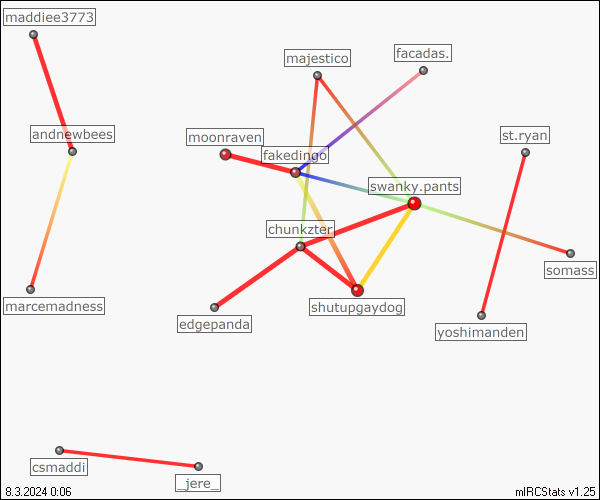 maddiee3773
majestico
facadas.
andnewbees
moonraven
st.ryan
fakedingo
swanky.pants
chunkzter
somass
marcemadness
shutupgaydog
edgepanda
yoshimanden
csmaddi
_jere_
8.3.2024 0:06
mIRCStats v1.25